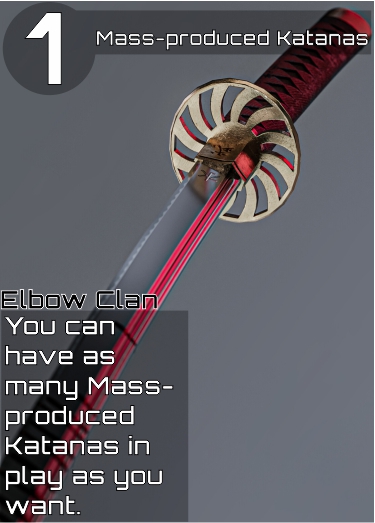 1
Mass-produced Katanas
Elbow Clan
You can
have as
many Mass-
produced
Katanas in
play as you
want.